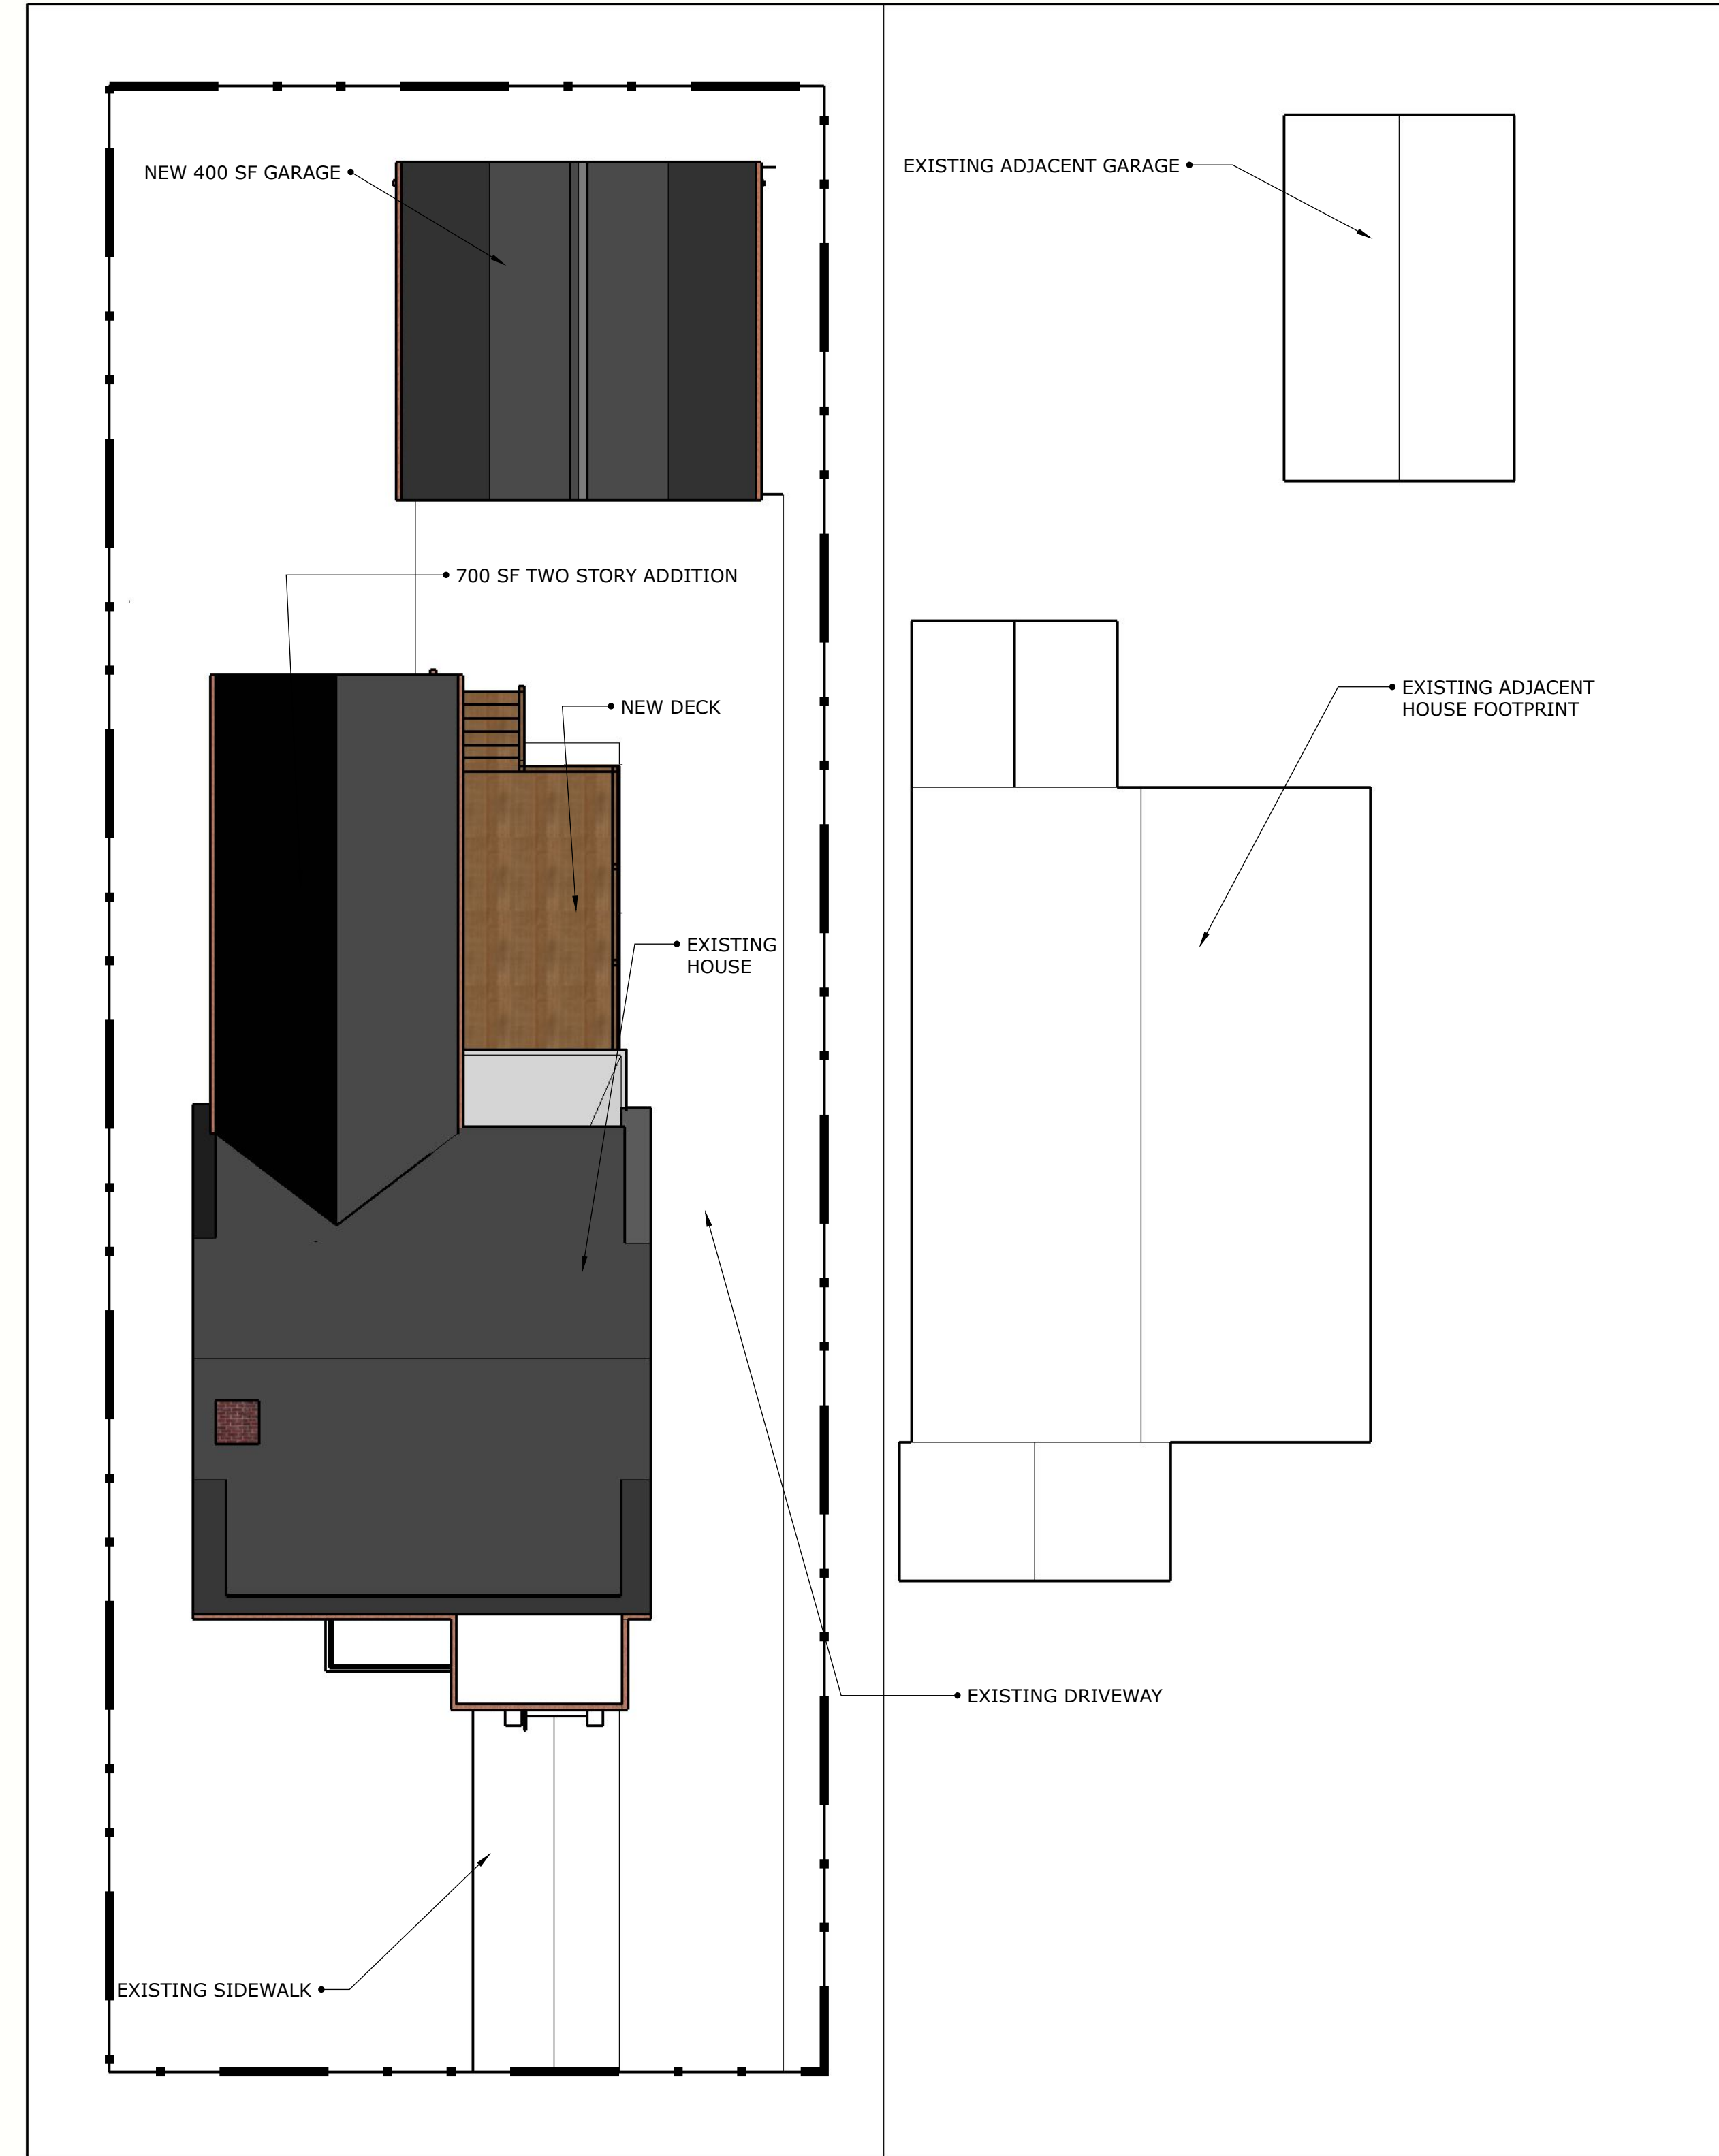 NEW 400 SF GARAGE
EXISTING ADJACENT GARAGE
700 SF TWO STORY ADDITION
NEW DECK
EXISTING ADJACENT
HOUSE FOOTPRINT
EXISTING
HOUSE
EXISTING DRIVEWAY
EXISTING SIDEWALK